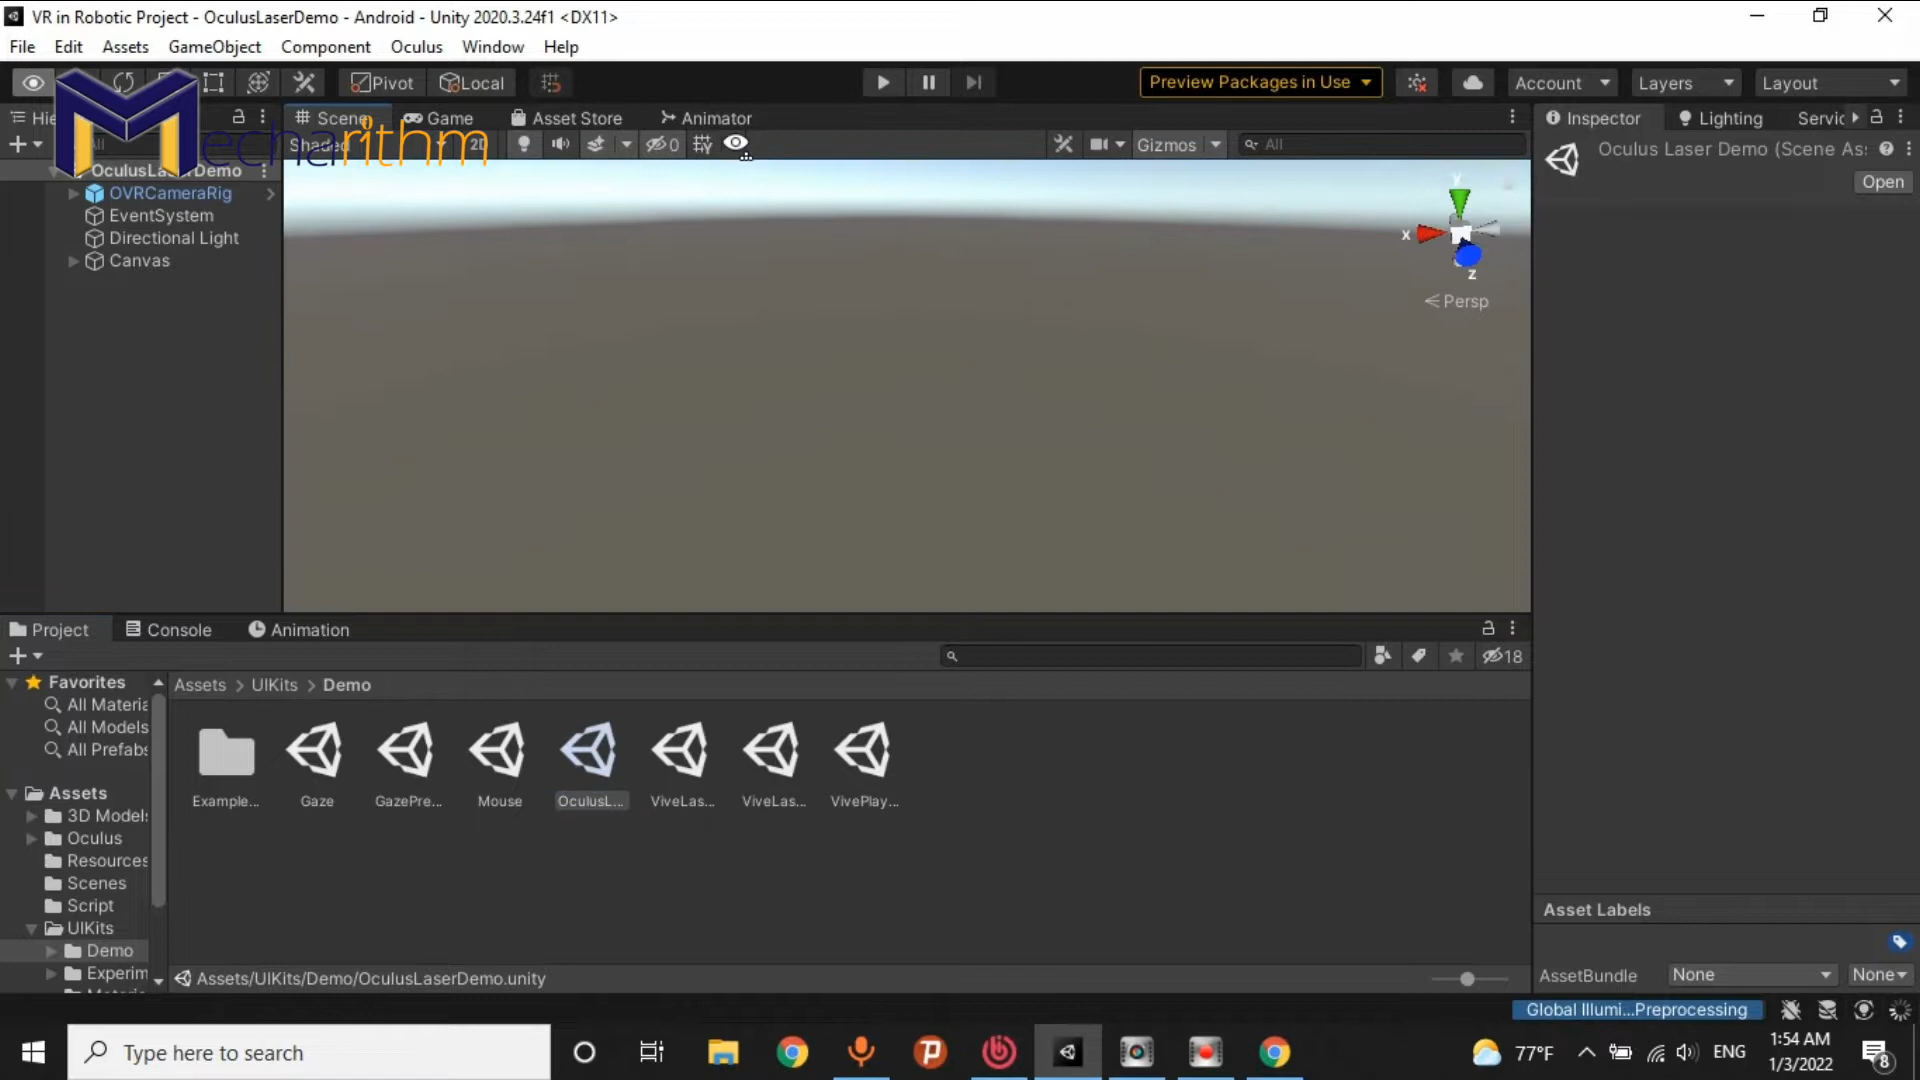 VR in Robotic Project - OculusLaserDemo - Android - Unity 2020.3.24f1 <DX11>
File Edit Assets GameObject Component Oculus Window Help
Pivot Local Preview Packages in Use Account Layers Layout
Scene Game Asset Store Animator Inspector Lighting Servic
Mecharithm
2D 0 Gizmos All
Oculus Laser Demo (Scene As:
Open
OVRCameraRig
EventSystem
Directional Light
Canvas
y
x
z
Persp
Project Console Animation
18
Favorites
All Materia
All Models
All Prefabs
Assets
3D Models
Oculus
Resources
Scenes
Script
UIKits
Demo
Experim
Assets > UIKits > Demo
Example... Gaze GazePre... Mouse OculusL... ViveLas... ViveLas... VivePlay...
Assets/UIKits/Demo/OculusLaserDemo.unity
Asset Labels
AssetBundle None None
Global Illumi...Preprocessing
Type here to search
77°F ENG
1:54 AM
1/3/2022
8